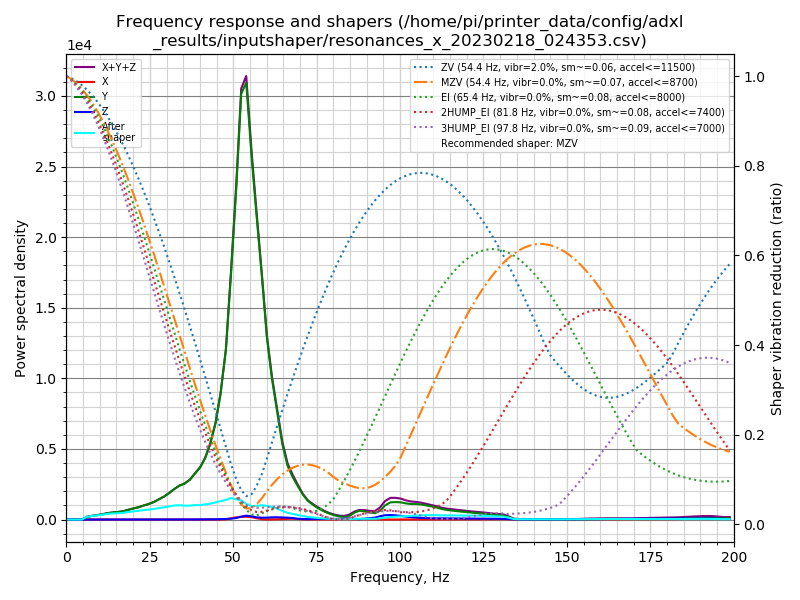 Frequency response and shapers (/home/pi/printer_data/config/adxl
_results/inputshaper/resonances_x_20230218_024353.csv)
1e4
X+Y+Z
X
Y
Z
After
shaper
ZV (54.4 Hz, vibr=2.0%, sm~=0.06, accel<=11500)
MZV (54.4 Hz, vibr=0.0%, sm~=0.07, accel<=8700)
EI (65.4 Hz, vibr=0.0%, sm~=0.08, accel<=8000)
2HUMP_EI (81.8 Hz, vibr=0.0%, sm~=0.08, accel<=7400)
3HUMP_EI (97.8 Hz, vibr=0.0%, sm~=0.09, accel<=7000)
Recommended shaper: MZV
Power spectral density
3.0
2.5
2.0
1.5
1.0
0.5
0.0
1.0
0.8
0.6
0.4
0.2
0.0
Shaper vibration reduction (ratio)
0 25 50 75 100 125 150 175 200
Frequency, Hz